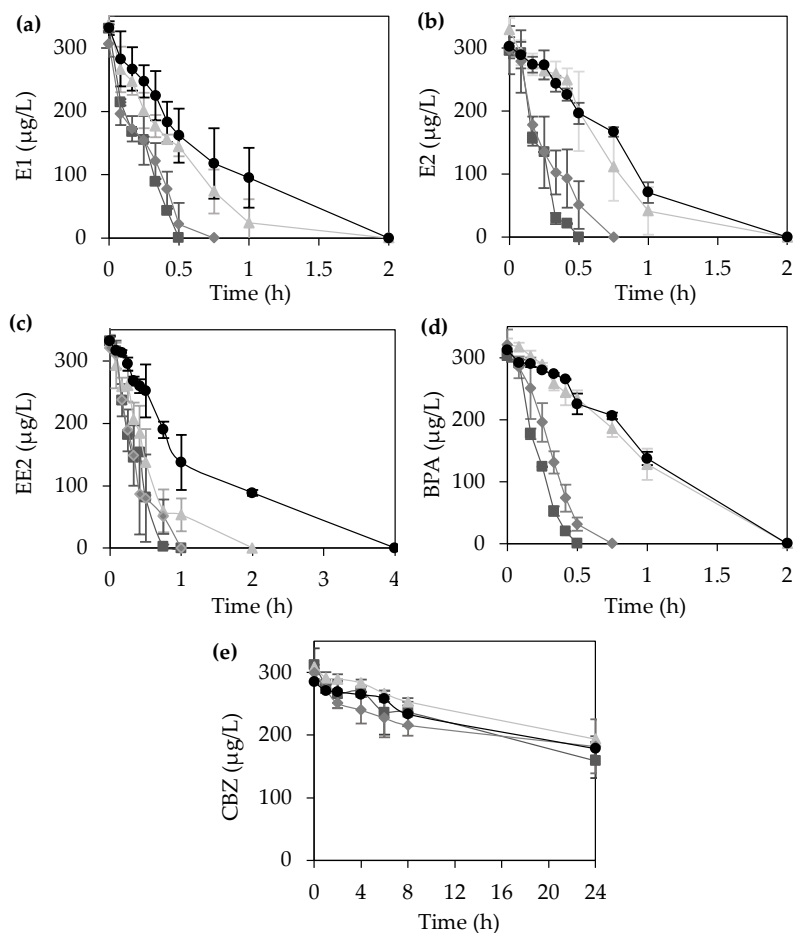 (a)
300
200
100
0
E1 (µg/L)
0 0.5 1 1.5 2
Time (h)
(b)
300
200
100
0
E2 (µg/L)
0 0.5 1 1.5 2
Time (h)
(c)
300
200
100
0
EE2 (µg/L)
0 1 2 3 4
Time (h)
(d)
300
200
100
0
BPA (µg/L)
0 0.5 1 1.5 2
Time (h)
(e)
300
200
100
0
CBZ (µg/L)
0 4 8 12 16 20 24
Time (h)